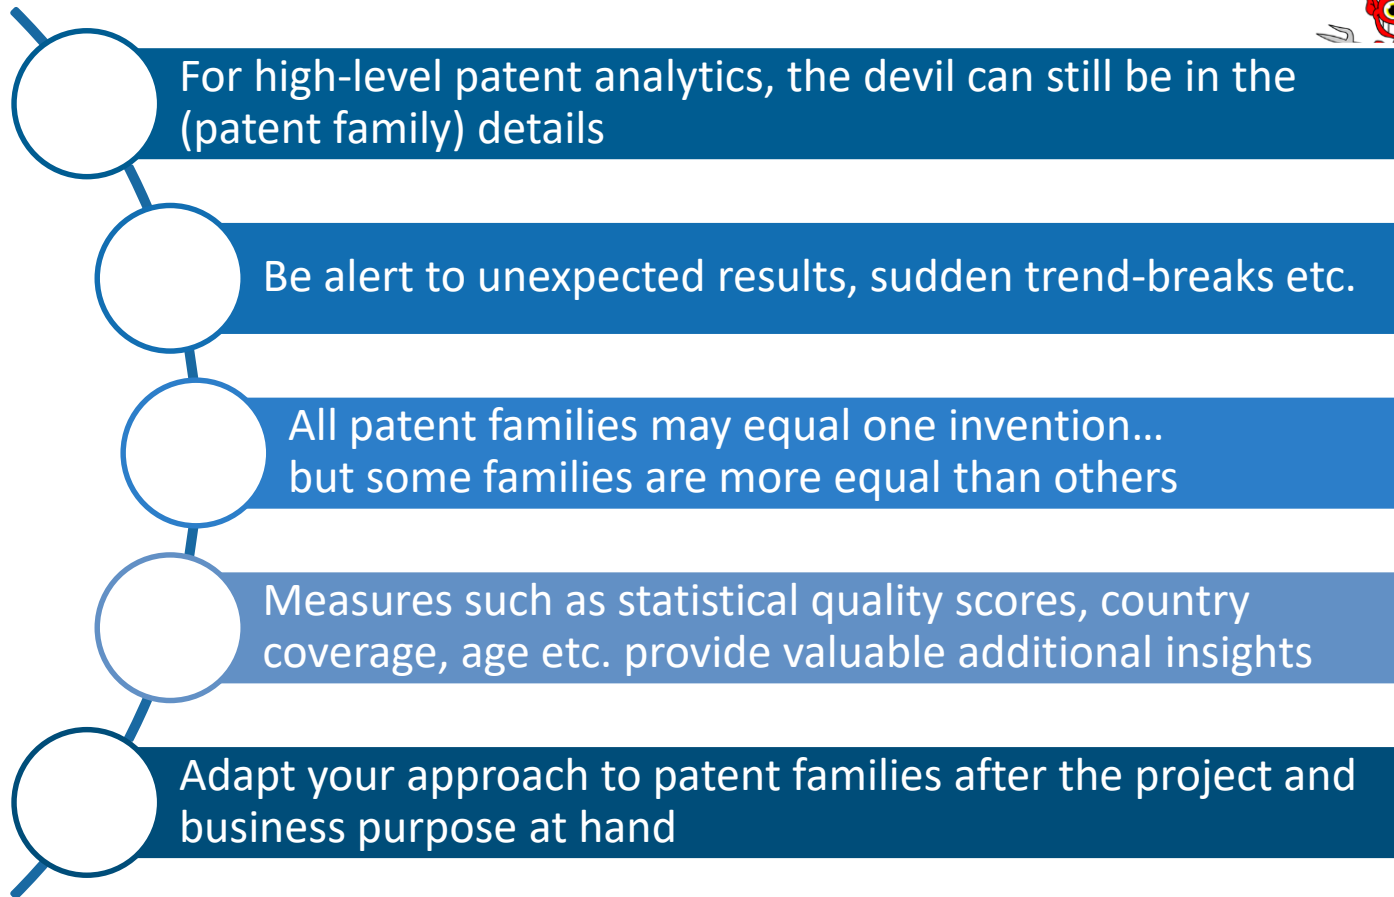 For high-level patent analytics, the devil can still be in the
(patent family) details
Be alert to unexpected results, sudden trend-breaks etc.
All patent families may equal one invention…
but some families are more equal than others
Measures such as statistical quality scores, country
coverage, age etc. provide valuable additional insights
Adapt your approach to patent families after the project and
business purpose at hand